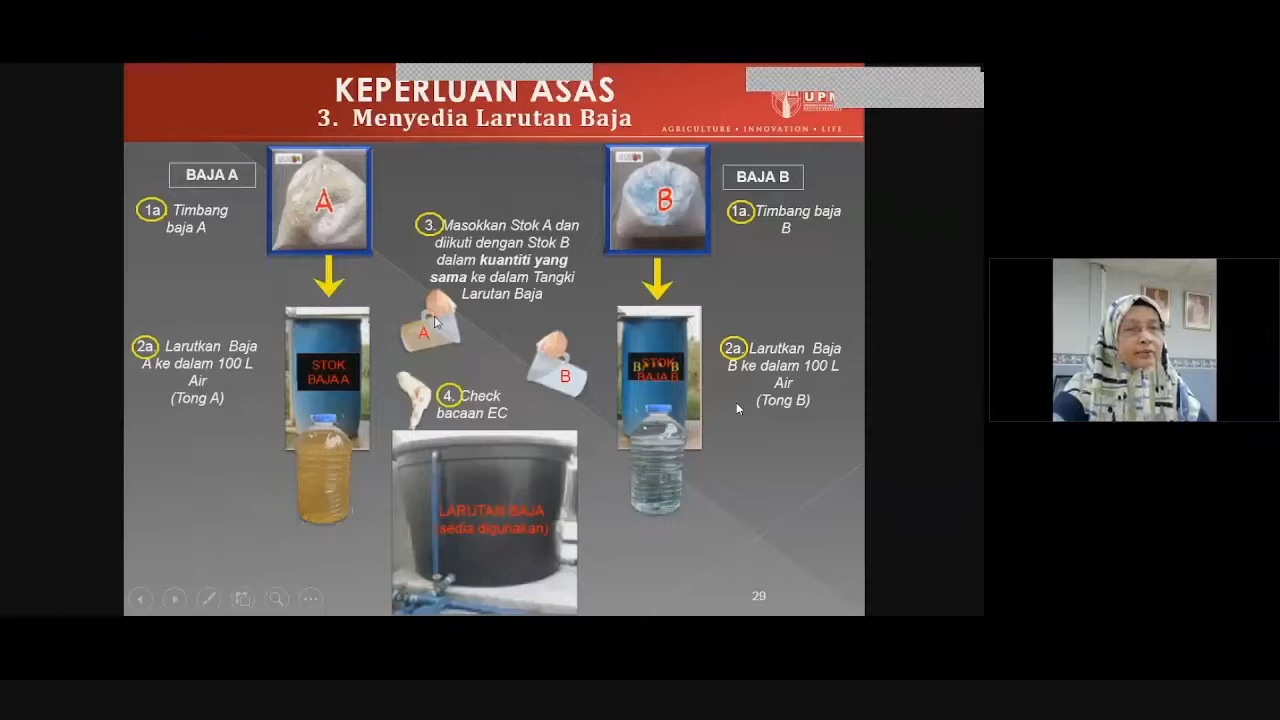 KEPERLUAN ASAS
3. Menyedia Larutan Baja
UPM
AGRICULTURE • INNOVATION • LIFE
BAJA A
1a. Timbang
baja A
A
3. Masokkan Stok A dan
diikuti dengan Stok B
dalam kuantiti yang
sama ke dalam Tangki
Larutan Baja
B
BAJA B
1a. Timbang baja
B
2a. Larutkan Baja
A ke dalam 100 L
Air
(Tong A)
STOK
BAJA A
A
B
4. Check
bacaan EC
STOK
BAJA B
2a. Larutkan Baja
B ke dalam 100 L
Air
(Tong B)
LARUTAN BAJA
(sedia digunakan)
29